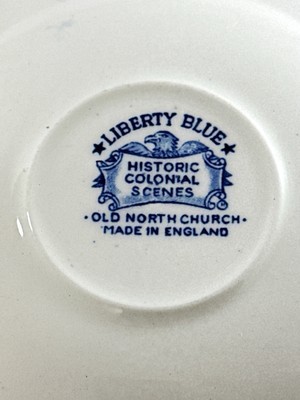 ★LIBERTY BLUE★
HISTORIC
COLONIAL
SCENES
·OLD NORTH CHURCH·
MADE IN ENGLAND